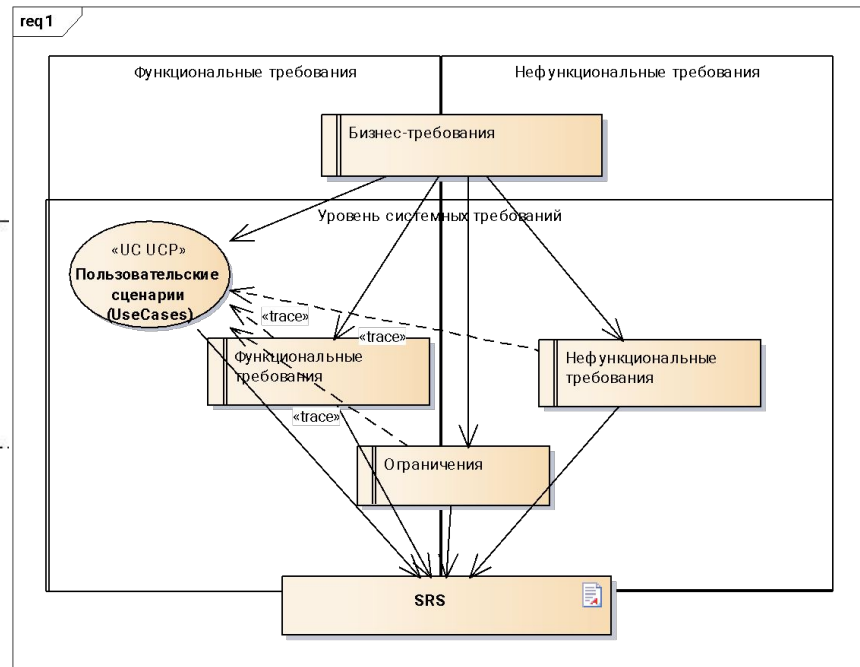 req1
Функциональные требования
Нефункциональные требования
Бизнес-требования
Уровень системных требований
«UC UCP»
Пользовательские
сценарии
(UseCases)
«trace»
«trace»
Функциональные
требования
Нефункциональные
требования
«trace»
Ограничения
SRS